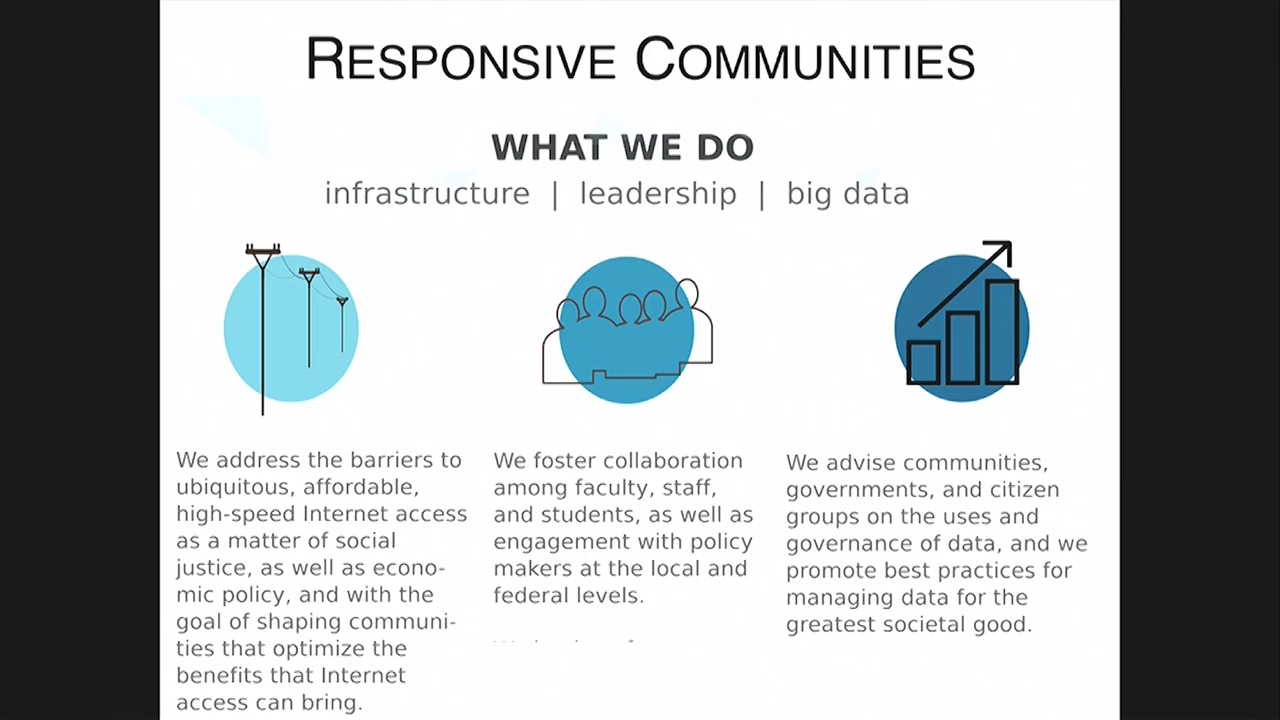 RESPONSIVE COMMUNITIES
WHAT WE DO
infrastructure | leadership | big data
We address the barriers to
ubiquitous, affordable,
high-speed Internet access
as a matter of social
justice, as well as econo-
mic policy, and with the
goal of shaping communi-
ties that optimize the
benefits that Internet
access can bring.
We foster collaboration
among faculty, staff,
and students, as well as
engagement with policy
makers at the local and
federal levels.
We advise communities,
governments, and citizen
groups on the uses and
governance of data, and we
promote best practices for
managing data for the
greatest societal good.